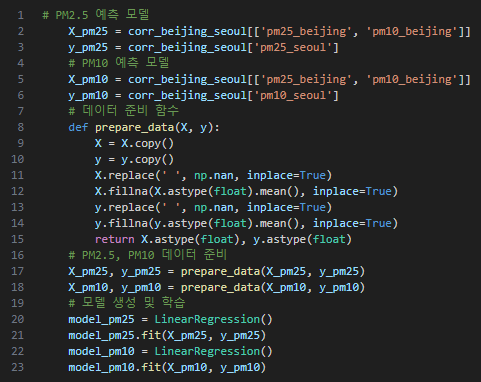 1 # PM2.5 예측 모델
2 X_pm25 = corr_beijing_seoul[['pm25_beijing', 'pm10_beijing']]
3 y_pm25 = corr_beijing_seoul['pm25_seoul']
4 # PM10 예측 모델
5 X_pm10 = corr_beijing_seoul[['pm25_beijing', 'pm10_beijing']]
6 y_pm10 = corr_beijing_seoul['pm10_seoul']
7 # 데이터 준비 함수
8 def prepare_data(X, y):
9 X = X.copy()
10 y = y.copy()
11 X.replace(' ', np.nan, inplace=True)
12 X.fillna(X.astype(float).mean(), inplace=True)
13 y.replace(' ', np.nan, inplace=True)
14 y.fillna(y.astype(float).mean(), inplace=True)
15 return X.astype(float), y.astype(float)
16 # PM2.5, PM10 데이터 준비
17 X_pm25, y_pm25 = prepare_data(X_pm25, y_pm25)
18 X_pm10, y_pm10 = prepare_data(X_pm10, y_pm10)
19 # 모델 생성 및 학습
20 model_pm25 = LinearRegression()
21 model_pm25.fit(X_pm25, y_pm25)
22 model_pm10 = LinearRegression()
23 model_pm10.fit(X_pm10, y_pm10)